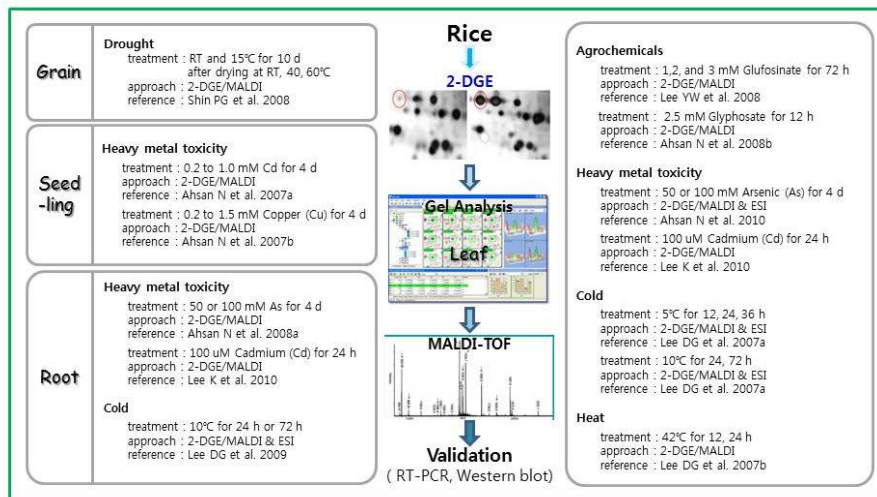 Grain
Drought
treatment : RT and 15℃ for 10 d
after drying at RT, 40, 60℃
approach : 2-DGE/MALDI
reference : Shin PG et al. 2008
Seed
-ling
Heavy metal toxicity
treatment : 0.2 to 1.0 mM Cd for 4 d
approach : 2-DGE/MALDI
reference : Ahsan N et al. 2007a
treatment : 0.2 to 1.5 mM Copper (Cu) for 4 d
approach : 2-DGE/MALDI
reference : Ahsan N et al. 2007b
Root
Heavy metal toxicity
treatment : 50 or 100 mM As for 4 d
approach : 2-DGE/MALDI
reference : Ahsan N et al. 2008a
treatment : 100 uM Cadmium (Cd) for 24 h
approach : 2-DGE/MALDI
reference : Lee K et al. 2010
Cold
treatment : 10℃ for 24 h or 72 h
approach : 2-DGE/MALDI & ESI
reference : Lee DG et al. 2009
Rice
2-DGE
Gel Analysis
Leaf
MALDI-TOF
Validation
( RT-PCR, Western blot)
Agrochemicals
treatment : 1,2, and 3 mM Glufosinate for 72 h
approach : 2-DGE/MALDI
reference : Lee YW et al. 2008
treatment : 2.5 mM Glyphosate for 12 h
approach : 2-DGE/MALDI
reference : Ahsan N et al. 2008b
Heavy metal toxicity
treatment : 50 or 100 mM Arsenic (As) for 4 d
approach : 2-DGE/MALDI & ESI
reference : Ahsan N et al. 2010
treatment : 100 uM Cadmium (Cd) for 24 h
approach : 2-DGE/MALDI
reference : Lee K et al. 2010
Cold
treatment : 5℃ for 12, 24, 36 h
approach : 2-DGE/MALDI & ESI
reference : Lee DG et al. 2007a
treatment : 10℃ for 24, 72 h
approach : 2-DGE/MALDI & ESI
reference : Lee DG et al. 2007a
Heat
treatment : 42℃ for 12, 24 h
approach : 2-DGE/MALDI
reference : Lee DG et al. 2007b